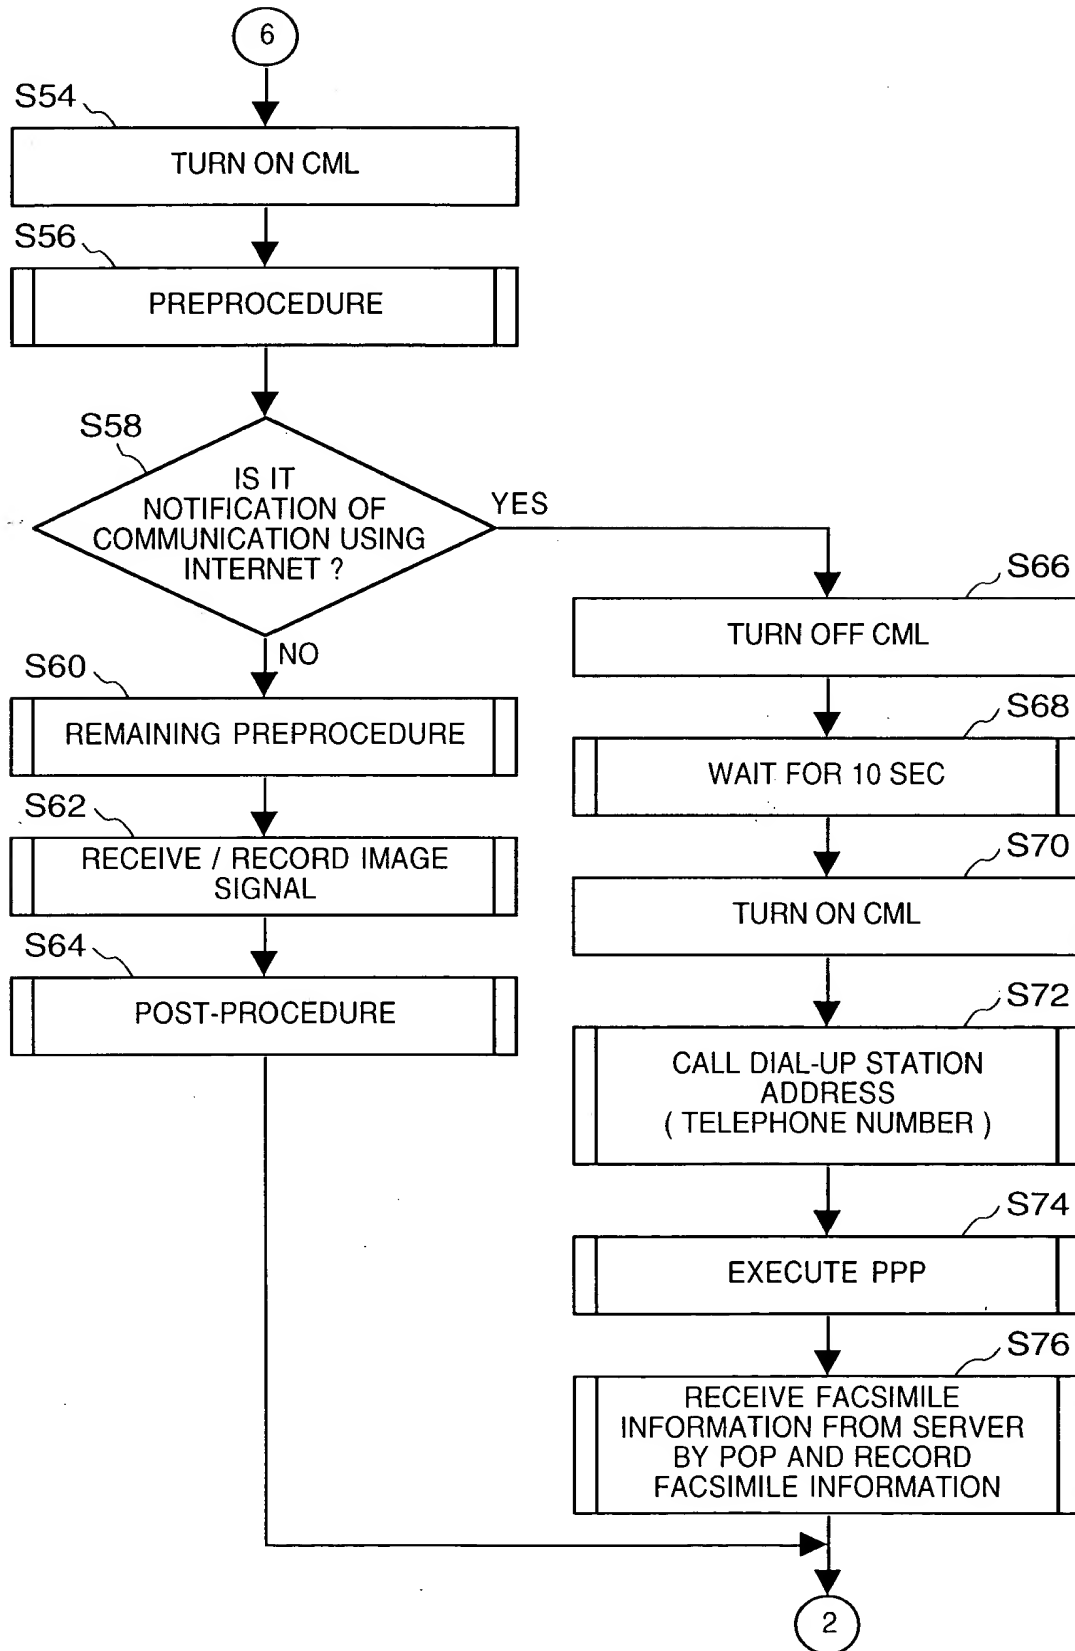 6
S54
TURN ON CML
S56
PREPROCEDURE
S58
IS IT
NOTIFICATION OF
COMMUNICATION USING
INTERNET ?
YES
NO
S60
REMAINING PREPROCEDURE
S62
RECEIVE / RECORD IMAGE
SIGNAL
S64
POST-PROCEDURE
S66
TURN OFF CML
S68
WAIT FOR 10 SEC
S70
TURN ON CML
S72
CALL DIAL-UP STATION
ADDRESS
( TELEPHONE NUMBER )
S74
EXECUTE PPP
S76
RECEIVE FACSIMILE
INFORMATION FROM SERVER
BY POP AND RECORD
FACSIMILE INFORMATION
2